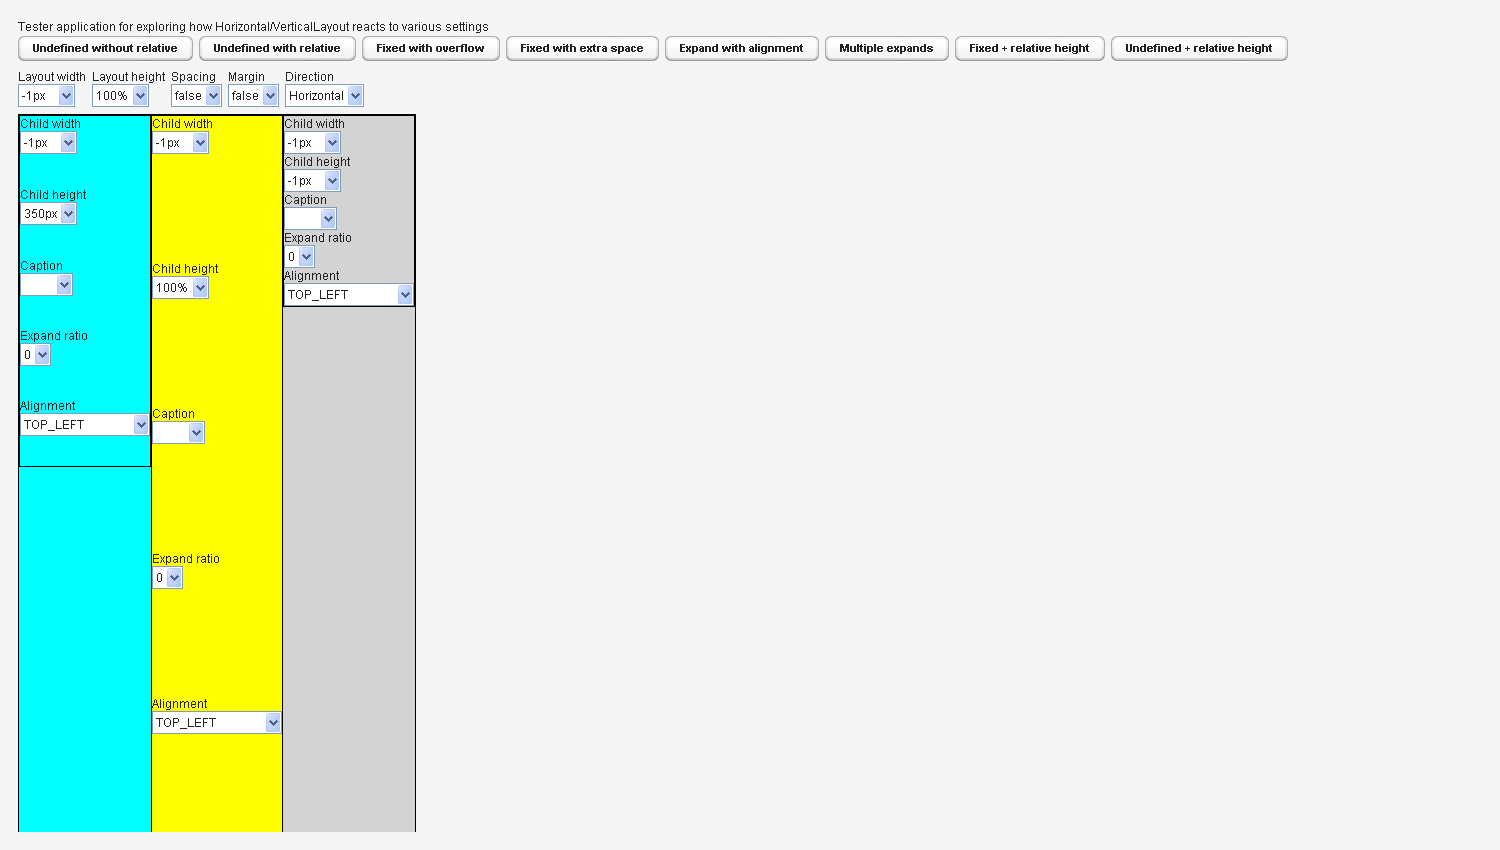 Tester application for exploring how Horizontal/VerticalLayout reacts to various settings
Undefined without relative Undefined with relative Fixed with overflow Fixed with extra space Expand with alignment Multiple expands Fixed + relative height Undefined + relative height
Layout width Layout height Spacing Margin Direction
-1px 100% false false Horizontal
Child width
-1px
Child height
350px
Caption
Expand ratio
0
Alignment
TOP_LEFT
Child width
-1px
Child height
100%
Caption
Expand ratio
0
Alignment
TOP_LEFT
Child width
-1px
Child height
-1px
Caption
Expand ratio
0
Alignment
TOP_LEFT